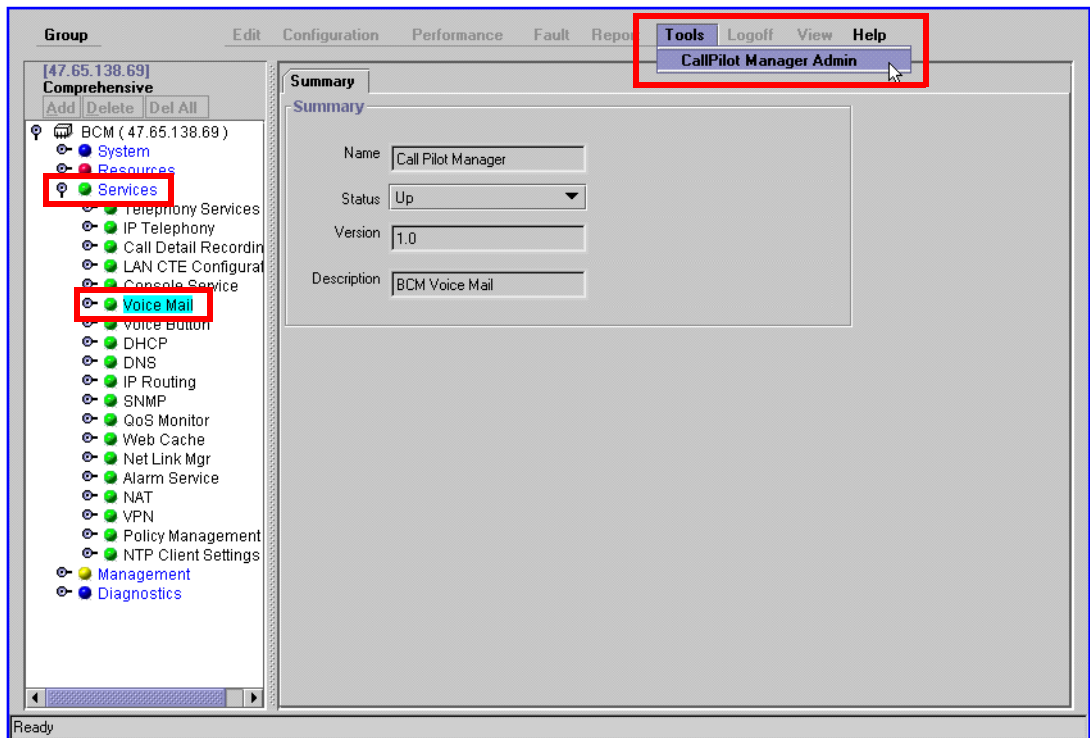 Group Edit Configuration Performance Fault Repor Tools Logoff View Help
CallPilot Manager Admin
[47.65.138.69]
Comprehensive
Add Delete Del All
BCM ( 47.65.138.69 )
System
Resources
Services
Telephony Services
IP Telephony
Call Detail Recordin
LAN CTE Configurat
Console Service
Voice Mail
Voice Button
DHCP
DNS
IP Routing
SNMP
QoS Monitor
Web Cache
Net Link Mgr
Alarm Service
NAT
VPN
Policy Management
NTP Client Settings
Management
Diagnostics
Summary
Summary
Name Call Pilot Manager
Status Up
Version 1.0
Description BCM Voice Mail
Ready